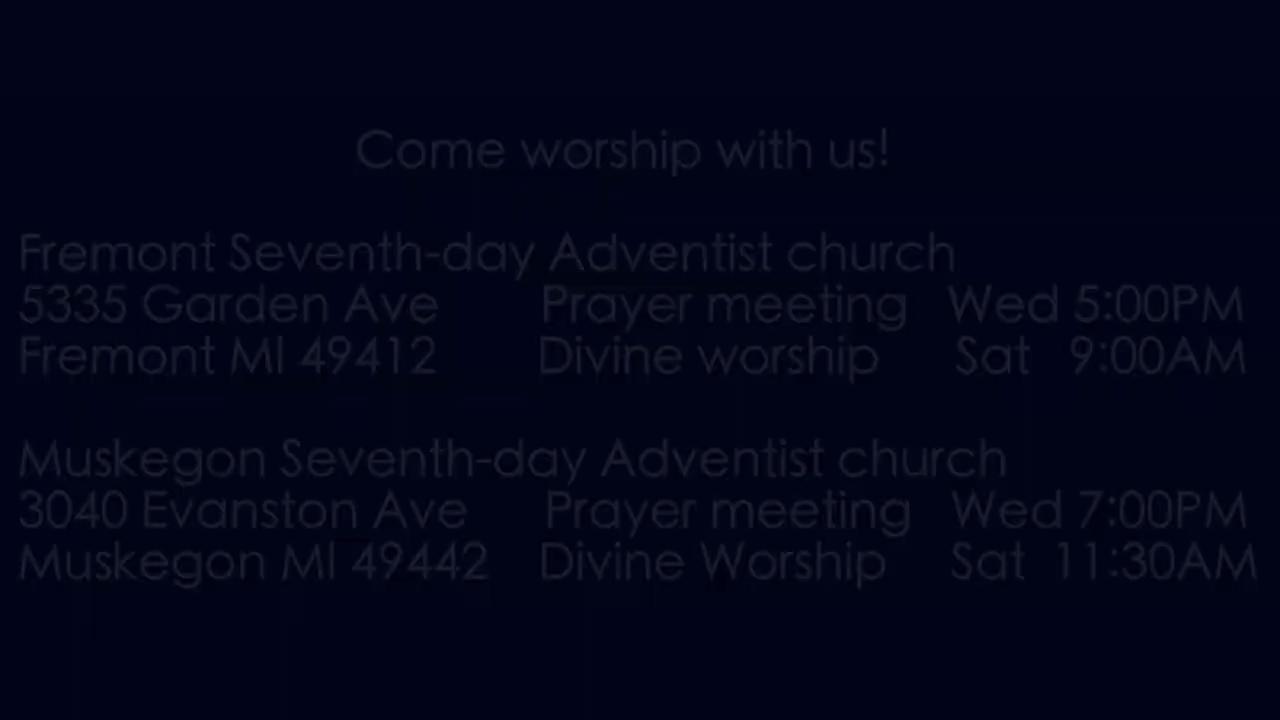 Come worship with us!
Fremont Seventh-day Adventist church
5335 Garden Ave Prayer meeting Wed 5:00PM
Fremont MI 49412 Divine worship Sat 9:00AM
Muskegon Seventh-day Adventist church
3040 Evanston Ave Prayer meeting Wed 7:00PM
Muskegon MI 49442 Divine Worship Sat 11:30AM